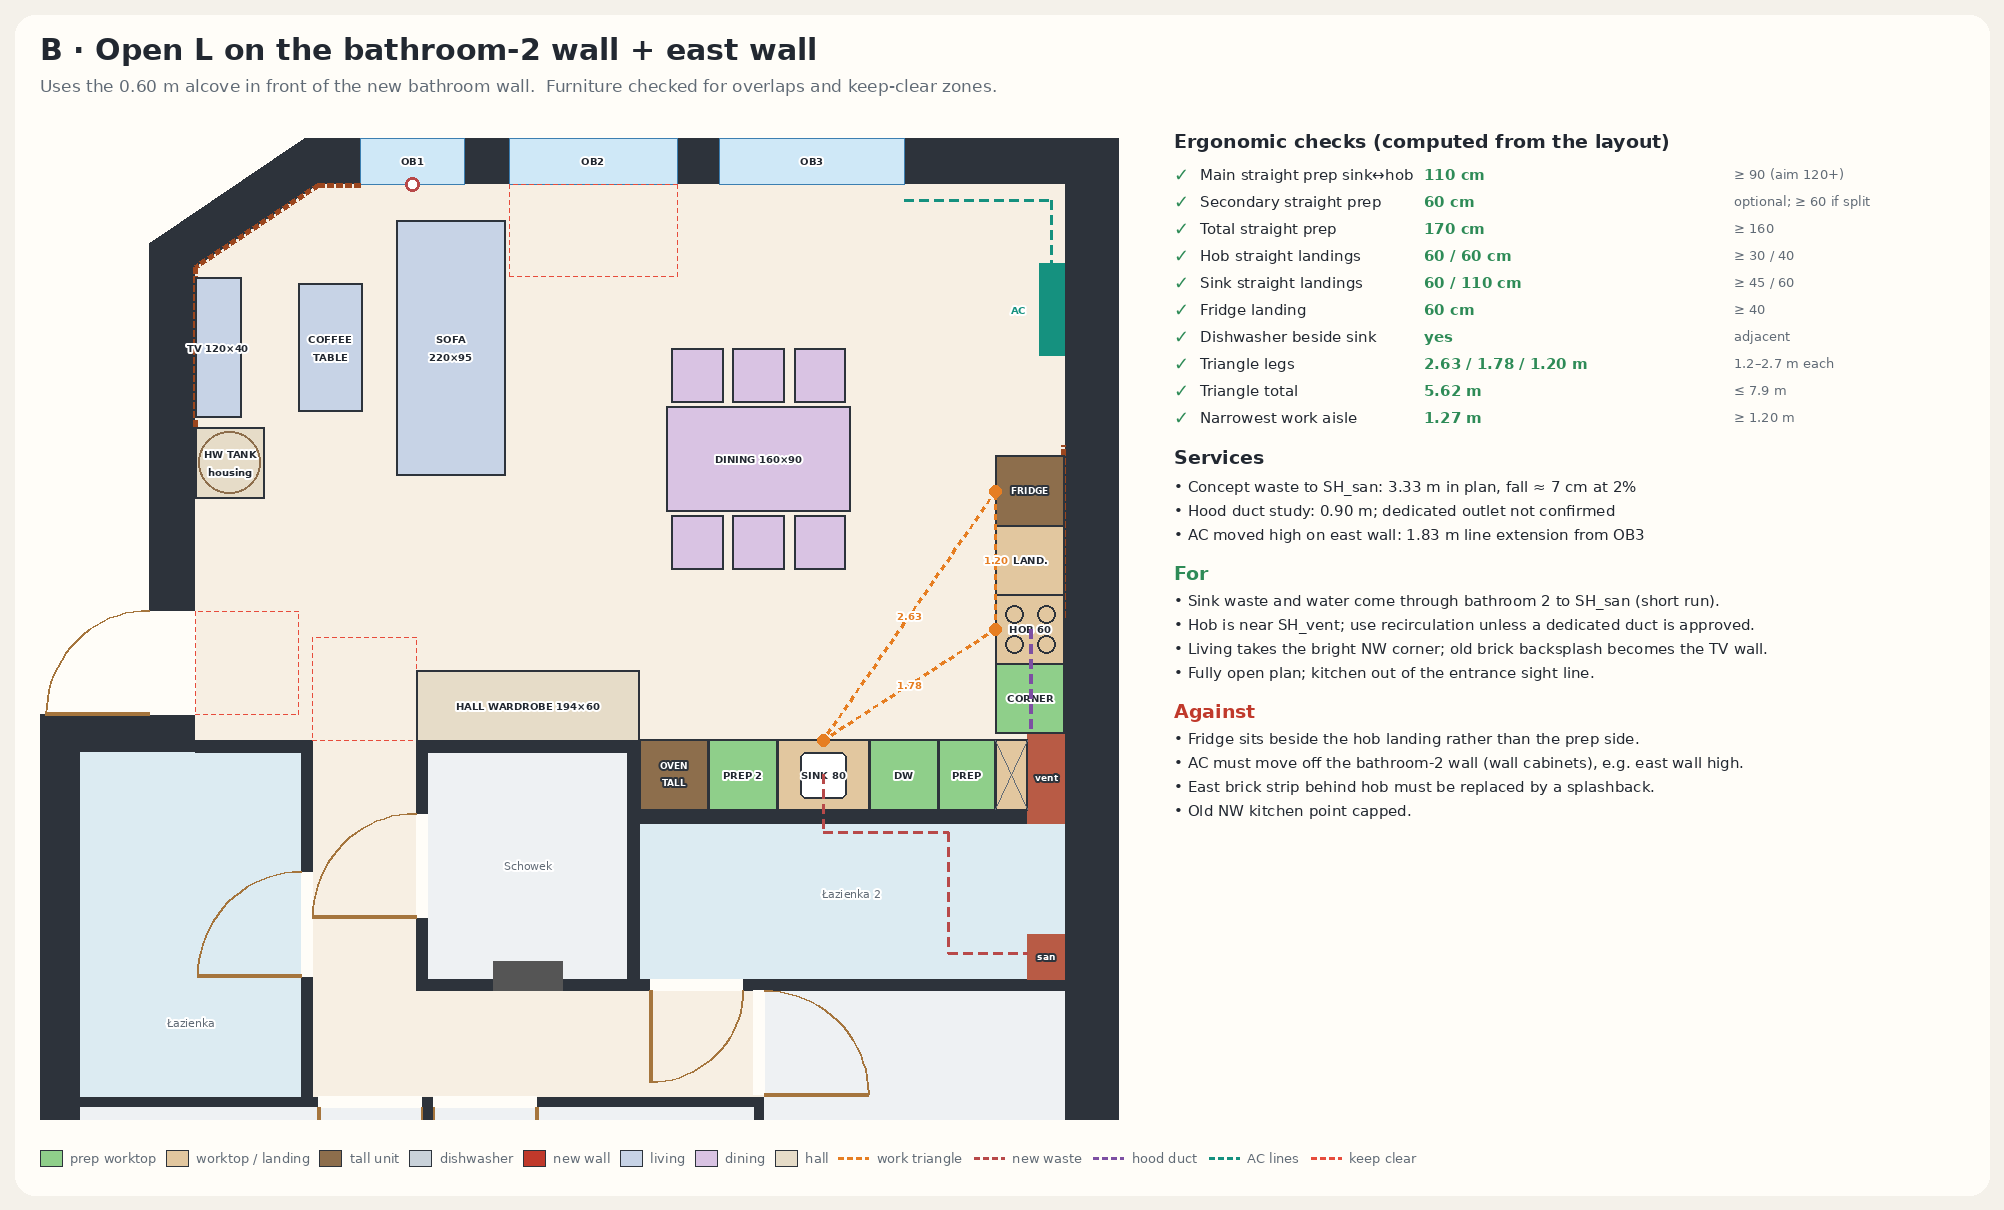 B · Open L on the bathroom-2 wall + east wall
Uses the 0.60 m alcove in front of the new bathroom wall.  Furniture checked for overlaps and keep-clear zones.
OB1
OB2
OB3
AC
TV 120×40
COFFEE
TABLE
SOFA
220×95
HW TANK
housing
DINING 160×90
FRIDGE
1.20
LAND.
HOB 60
2.63
1.78
CORNER
HALL WARDROBE 194×60
OVEN
TALL
PREP 2
SINK 80
DW
PREP
vent
Schowek
Łazienka 2
san
Łazienka
Ergonomic checks (computed from the layout)
✓ Main straight prep sink↔hob 110 cm ≥ 90 (aim 120+)
✓ Secondary straight prep 60 cm optional; ≥ 60 if split
✓ Total straight prep 170 cm ≥ 160
✓ Hob straight landings 60 / 60 cm ≥ 30 / 40
✓ Sink straight landings 60 / 110 cm ≥ 45 / 60
✓ Fridge landing 60 cm ≥ 40
✓ Dishwasher beside sink yes adjacent
✓ Triangle legs 2.63 / 1.78 / 1.20 m 1.2–2.7 m each
✓ Triangle total 5.62 m ≤ 7.9 m
✓ Narrowest work aisle 1.27 m ≥ 1.20 m
Services
• Concept waste to SH_san: 3.33 m in plan, fall ≈ 7 cm at 2%
• Hood duct study: 0.90 m; dedicated outlet not confirmed
• AC moved high on east wall: 1.83 m line extension from OB3
For
• Sink waste and water come through bathroom 2 to SH_san (short run).
• Hob is near SH_vent; use recirculation unless a dedicated duct is approved.
• Living takes the bright NW corner; old brick backsplash becomes the TV wall.
• Fully open plan; kitchen out of the entrance sight line.
Against
• Fridge sits beside the hob landing rather than the prep side.
• AC must move off the bathroom-2 wall (wall cabinets), e.g. east wall high.
• East brick strip behind hob must be replaced by a splashback.
• Old NW kitchen point capped.
prep worktop worktop / landing tall unit dishwasher new wall living dining hall work triangle new waste hood duct AC lines keep clear